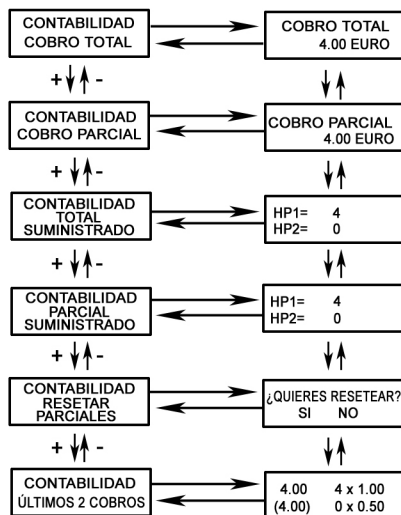 CONTABILIDAD
COBRO TOTAL
COBRO TOTAL
4.00 EURO
+ -
CONTABILIDAD
COBRO PARCIAL
COBRO PARCIAL
4.00 EURO
+ -
CONTABILIDAD
TOTAL
SUMINISTRADO
HP1= 4
HP2= 0
+ -
CONTABILIDAD
PARCIAL
SUMINISTRADO
HP1= 4
HP2= 0
+ -
CONTABILIDAD
RESETAR
PARCIALES
¿QUIERES RESETEAR?
SI NO
+ -
CONTABILIDAD
ÚLTIMOS 2 COBROS
4.00 4 x 1.00
(4.00) 0 x 0.50